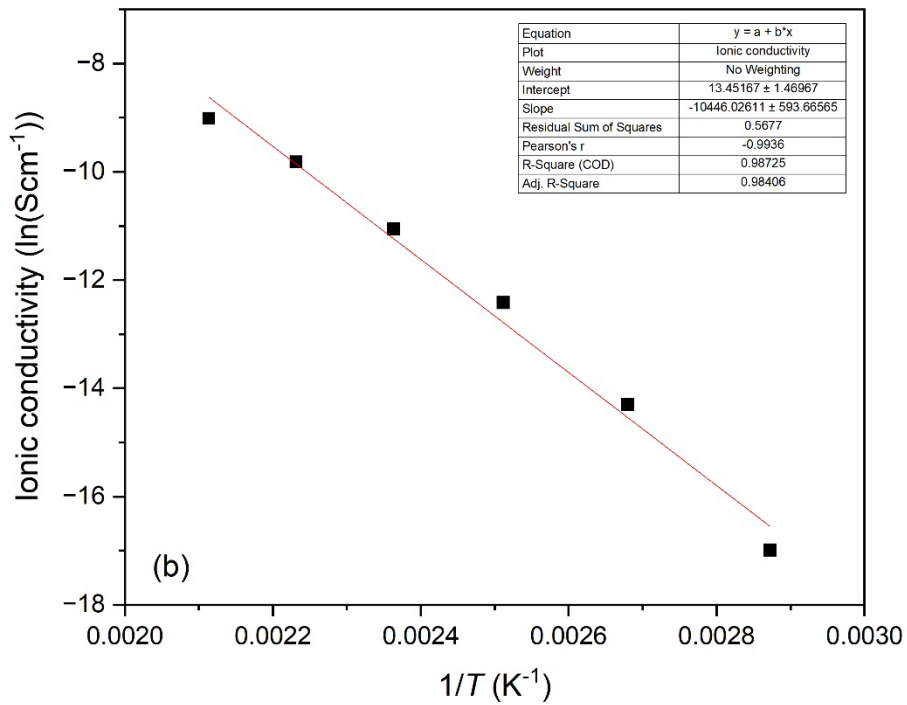 Equation y = a + b*x
Plot Ionic conductivity
Weight No Weighting
Intercept 13.45167 ± 1.46967
Slope -10446.02611 ± 593.66565
Residual Sum of Squares 0.5677
Pearson's r -0.9936
R-Square (COD) 0.98725
Adj. R-Square 0.98406
Ionic conductivity (ln(Scm⁻¹))
−8
−10
−12
−14
−16
−18
(b)
0.0020 0.0022 0.0024 0.0026 0.0028 0.0030
1/T (K⁻¹)